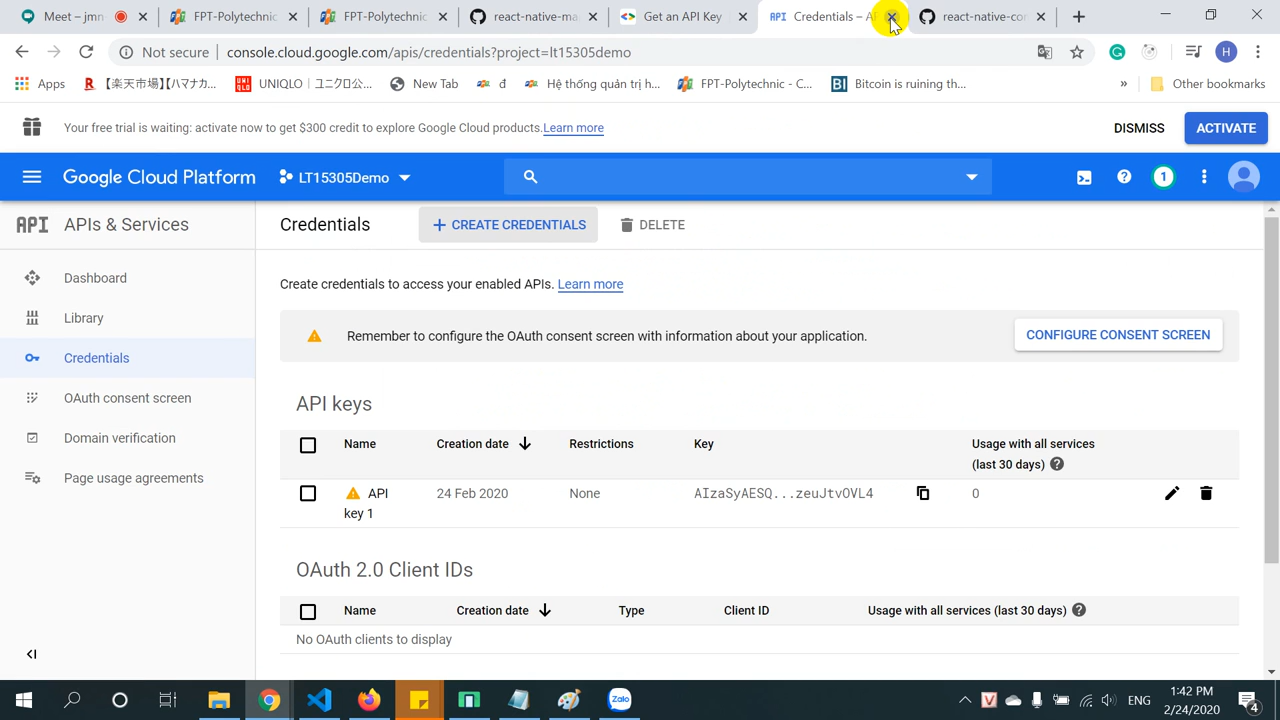 Meet – jmn
FPT-Polytechnic
FPT-Polytechnic
react-native-ma
Get an API Key
API Credentials – AP
react-native-cor
Not secure console.cloud.google.com/apis/credentials?project=lt15305demo
H
Apps
【楽天市場】【ハマナカ...
UNIQLO｜ユニクロ公...
New Tab
đ
Hệ thống quản trị h...
FPT-Polytechnic - C...
BI Bitcoin is ruining th...
»
Other bookmarks
Your free trial is waiting: activate now to get $300 credit to explore Google Cloud products. Learn more
DISMISS
ACTIVATE
Google Cloud Platform
LT15305Demo
1
API APIs & Services
Credentials
+ CREATE CREDENTIALS
DELETE
Dashboard
Library
Credentials
OAuth consent screen
Domain verification
Page usage agreements
Create credentials to access your enabled APIs. Learn more
Remember to configure the OAuth consent screen with information about your application.
CONFIGURE CONSENT SCREEN
API keys
Name Creation date Restrictions Key Usage with all services
(last 30 days)
API 24 Feb 2020 None AIzaSyAESQ...zeuJtvOVL4 0
key 1
OAuth 2.0 Client IDs
Name Creation date Type Client ID Usage with all services (last 30 days)
No OAuth clients to display
Zalo
V
ENG
1:42 PM
2/24/2020
4